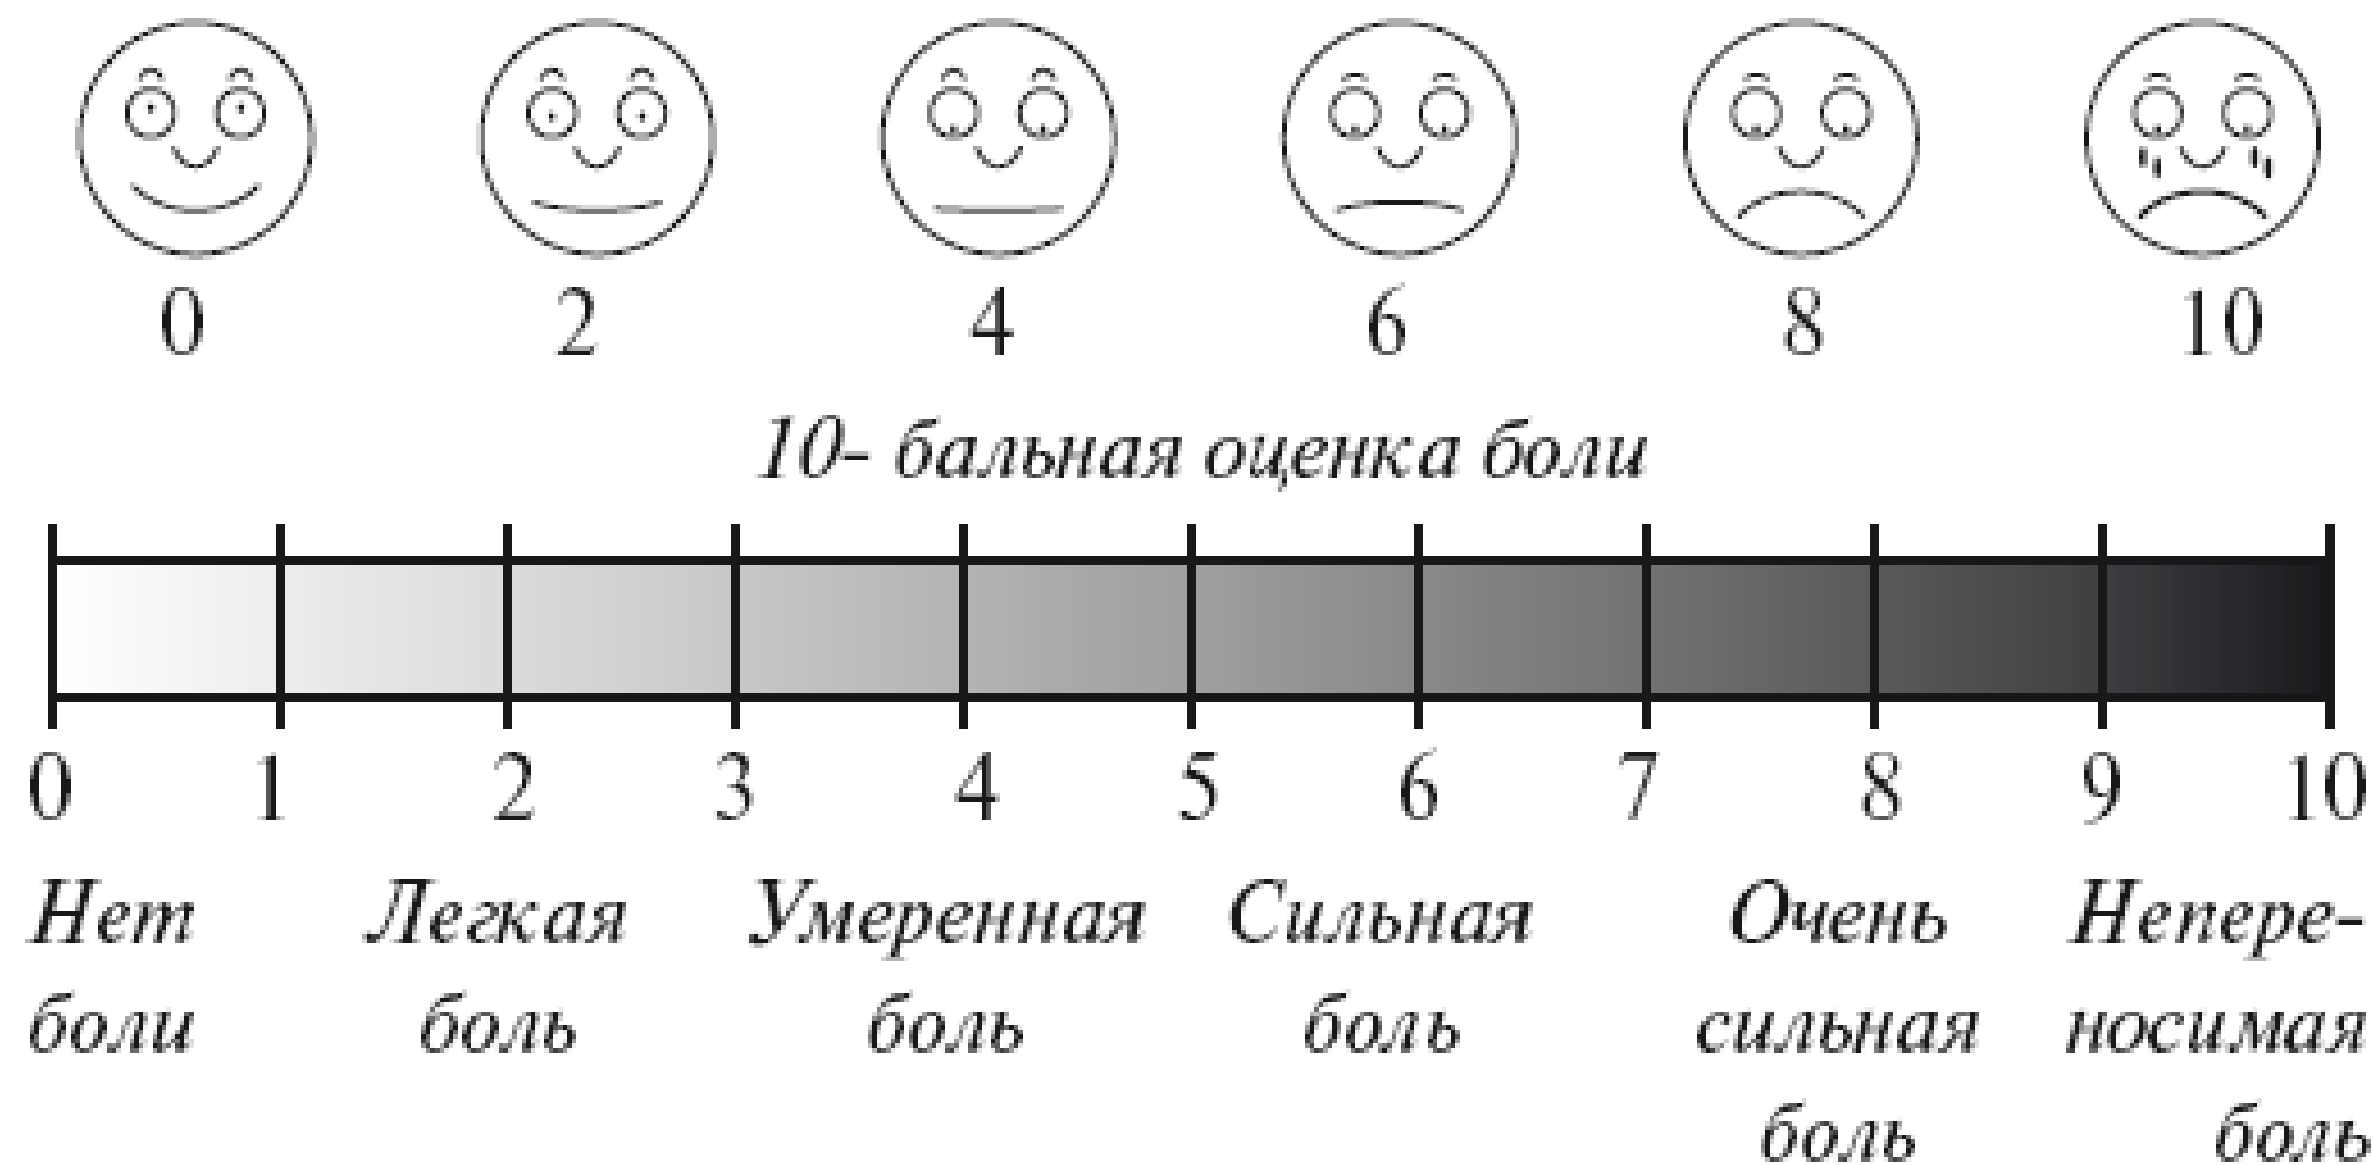 0 2 4 6 8 10
10- бальная оценка боли
0 1 2 3 4 5 6 7 8 9 10
Нет Легкая Умеренная Сильная Очень Непере-
боли боль боль боль сильная носимая
боль боль